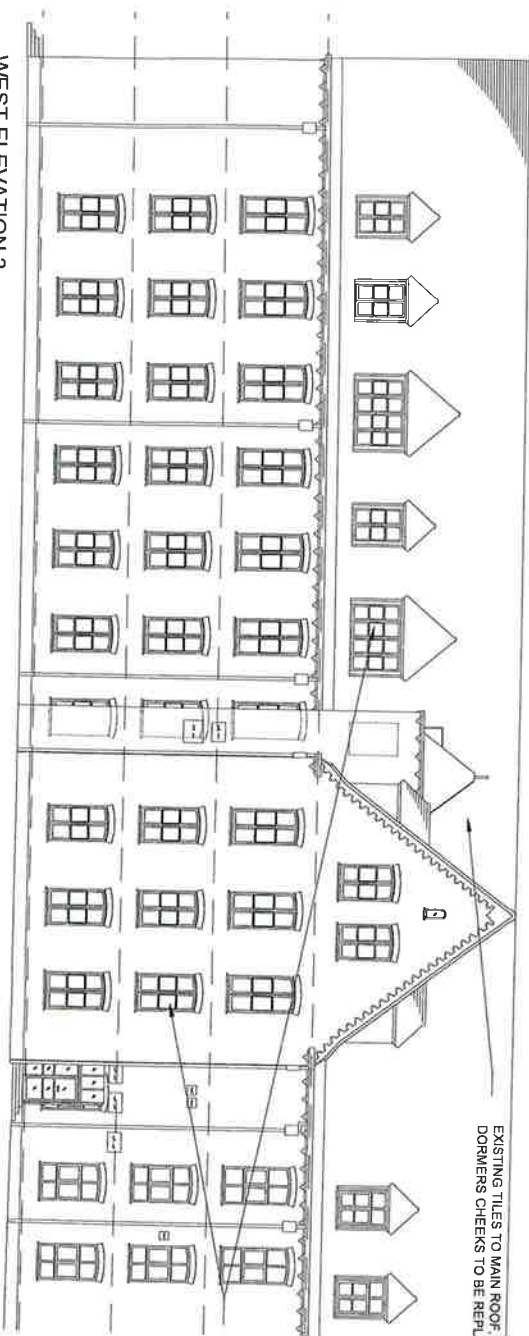 EXISTING TILES TO MAIN ROOF,
DORMERS CHEEKS TO BE REPL
WEST ELEVATION 2